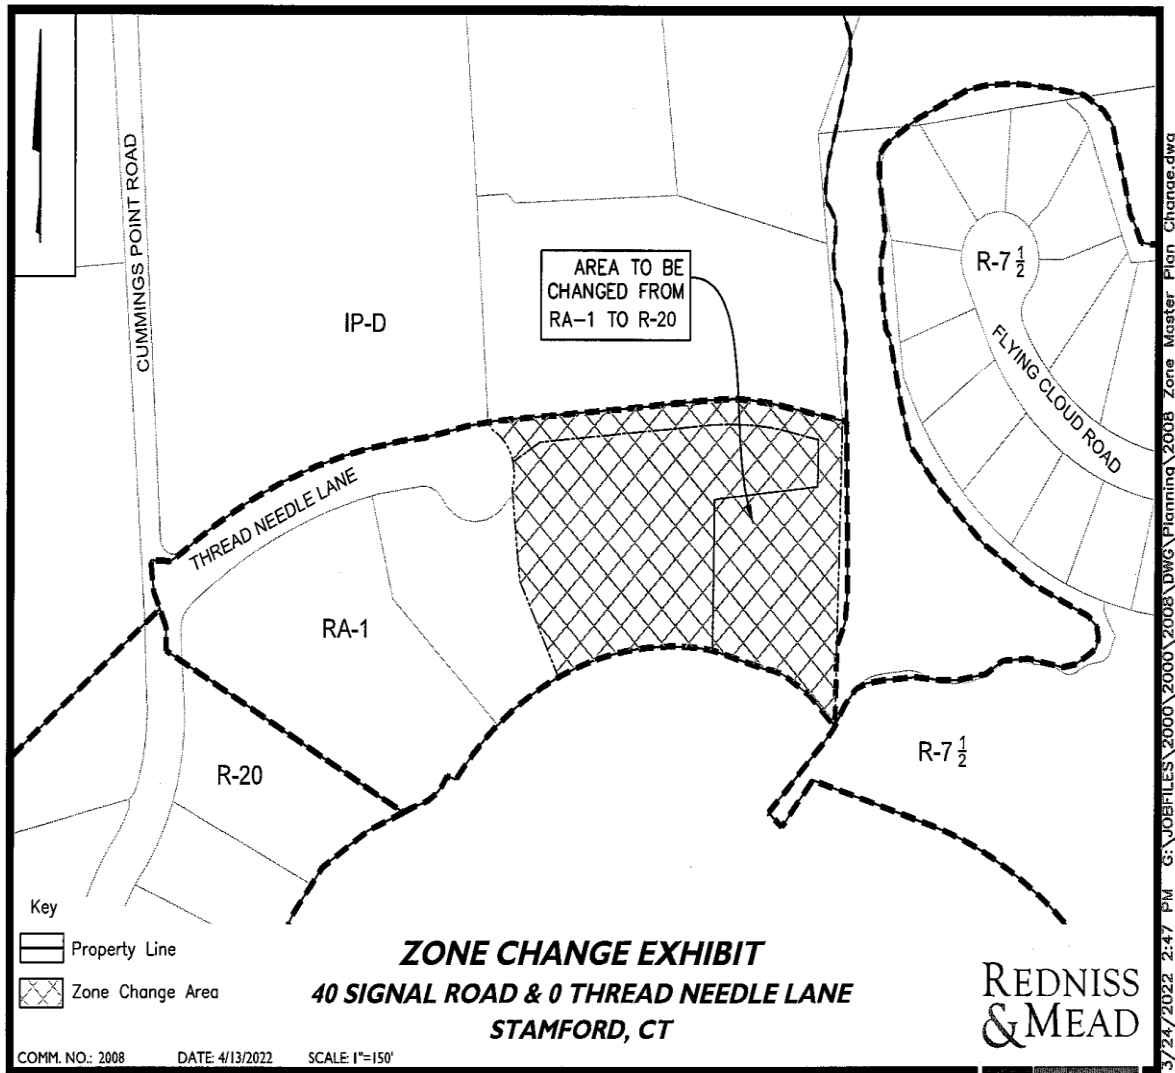 CUMMINGS POINT ROAD
IP-D
AREA TO BE
CHANGED FROM
RA-1 TO R-20
R-7 1/2
FLYING CLOUD ROAD
THREAD NEEDLE LANE
RA-1
R-20
R-7 1/2
Key
Property Line
Zone Change Area
ZONE CHANGE EXHIBIT
40 SIGNAL ROAD & 0 THREAD NEEDLE LANE
STAMFORD, CT
REDNISS
& MEAD
COMM. NO.: 2008 DATE: 4/13/2022 SCALE: 1"=150'
5/24/2022 2:47 PM G:\JOBFILES\2000\2000\2008\DWG\Planning\2008 Zone Master Plan Change.dwg